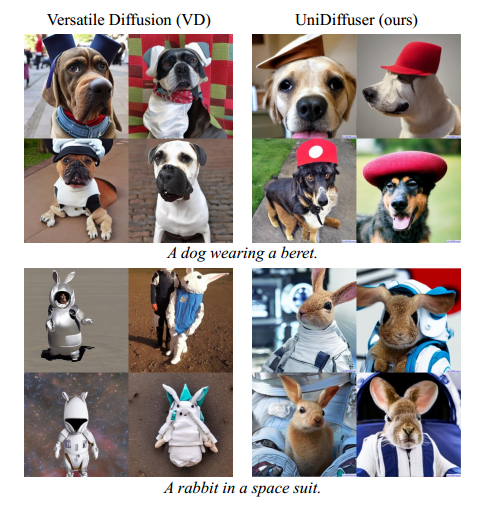 Versatile Diffusion (VD)
UniDiffuser (ours)
A dog wearing a beret.
A rabbit in a space suit.